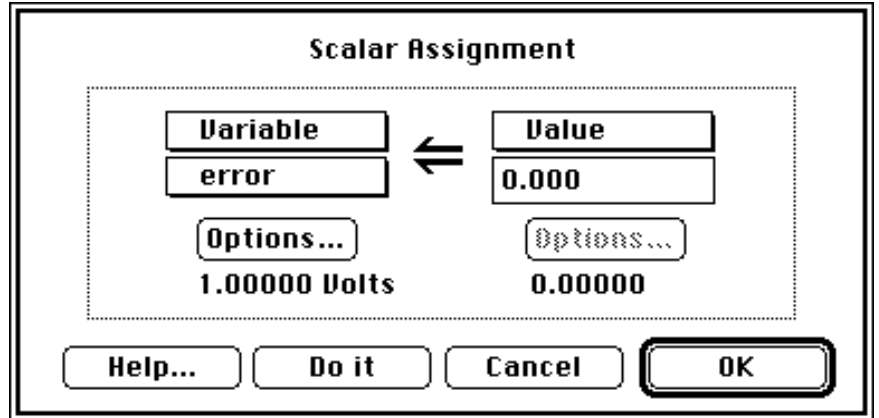 Scalar Assignment
Variable
Value
error
0.000
Options...
Options...
1.00000 Volts
0.00000
Help...
Do it
Cancel
OK